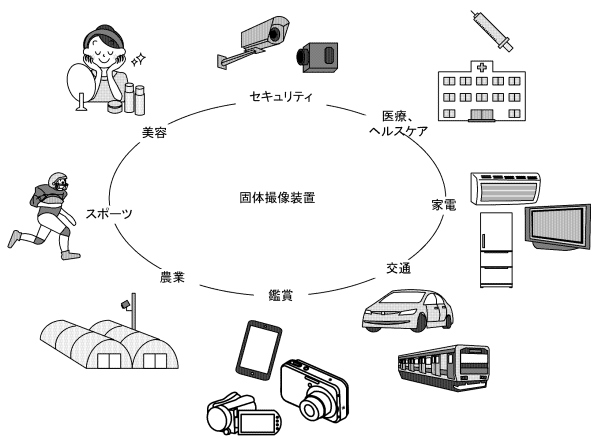 セキュリティ
医療、
ヘルスケア
美容
固体撮像装置
家電
スポーツ
交通
農業
鑑賞